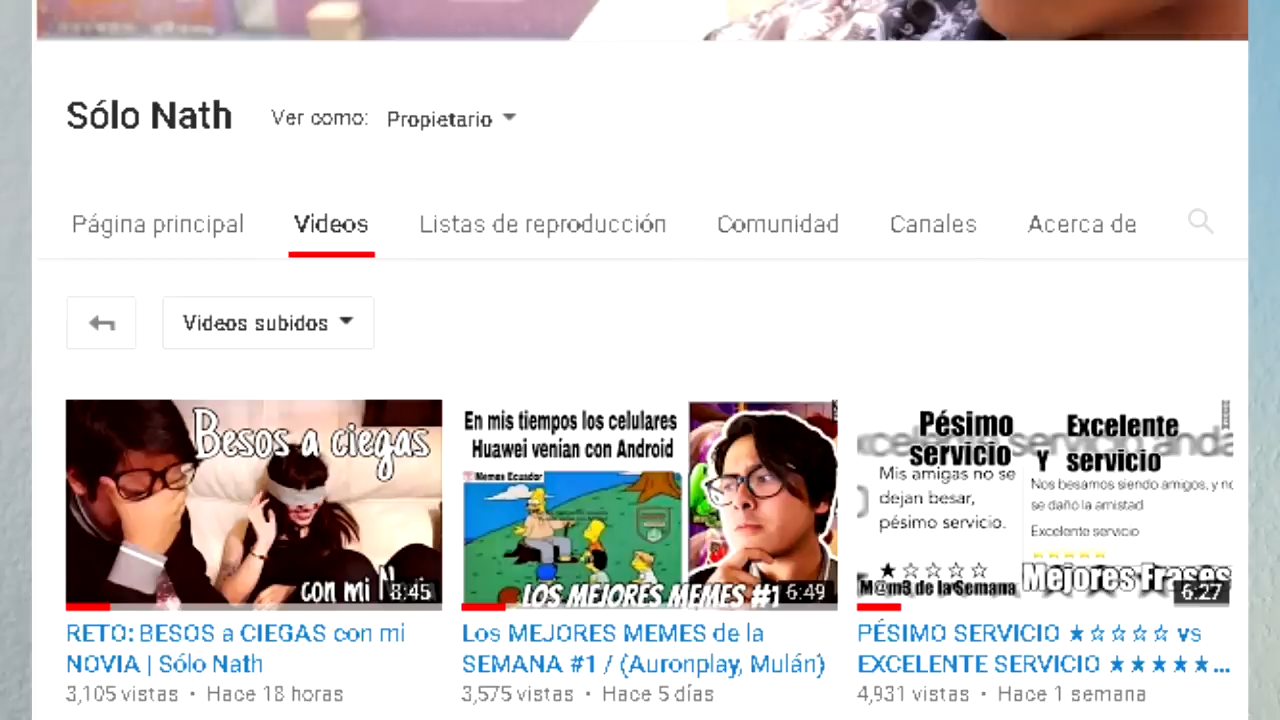 Sólo Nath Ver como: Propietario
Página principal Videos Listas de reproducción Comunidad Canales Acerca de
Videos subidos
Besos a ciegas
con mi
8:45
En mis tiempos los celulares
Huawei venían con Android
Memes Ecuador
LOS MEJORES MEMES #1
6:49
Pésimo
servicio
Y
Excelente
servicio
Mis amigas no se
dejan besar,
pésimo servicio.
Nos besamos siendo amigos, y no
se dañó la amistad
Excelente servicio
★☆☆☆☆
M@m3 de la Semana
Mejores Frases
6:27
RETO: BESOS a CIEGAS con mi
NOVIA | Sólo Nath
3,105 vistas • Hace 18 horas
Los MEJORES MEMES de la
SEMANA #1 / (Auronplay, Mulán)
3,575 vistas • Hace 5 días
PÉSIMO SERVICIO ★☆☆☆☆ vs
EXCELENTE SERVICIO ★★★★★...
4,931 vistas • Hace 1 semana